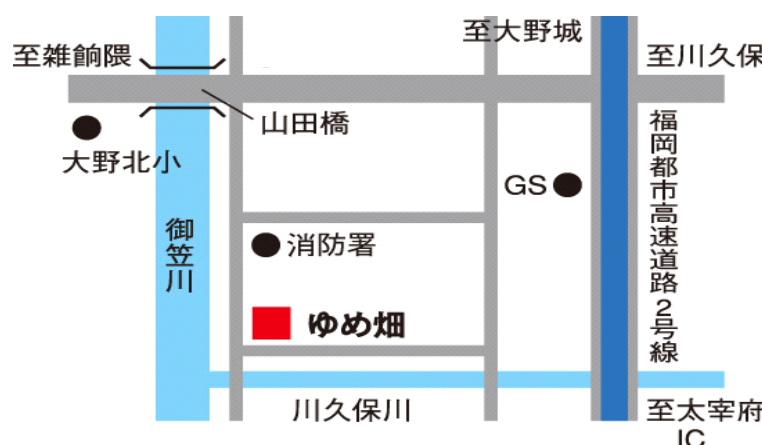 至大野城
至雑餉隈
至川久保
山田橋
大野北小
福岡都市高速道路2号線
GS
御笠川
消防署
ゆめ畑
川久保川
至太宰府
IC